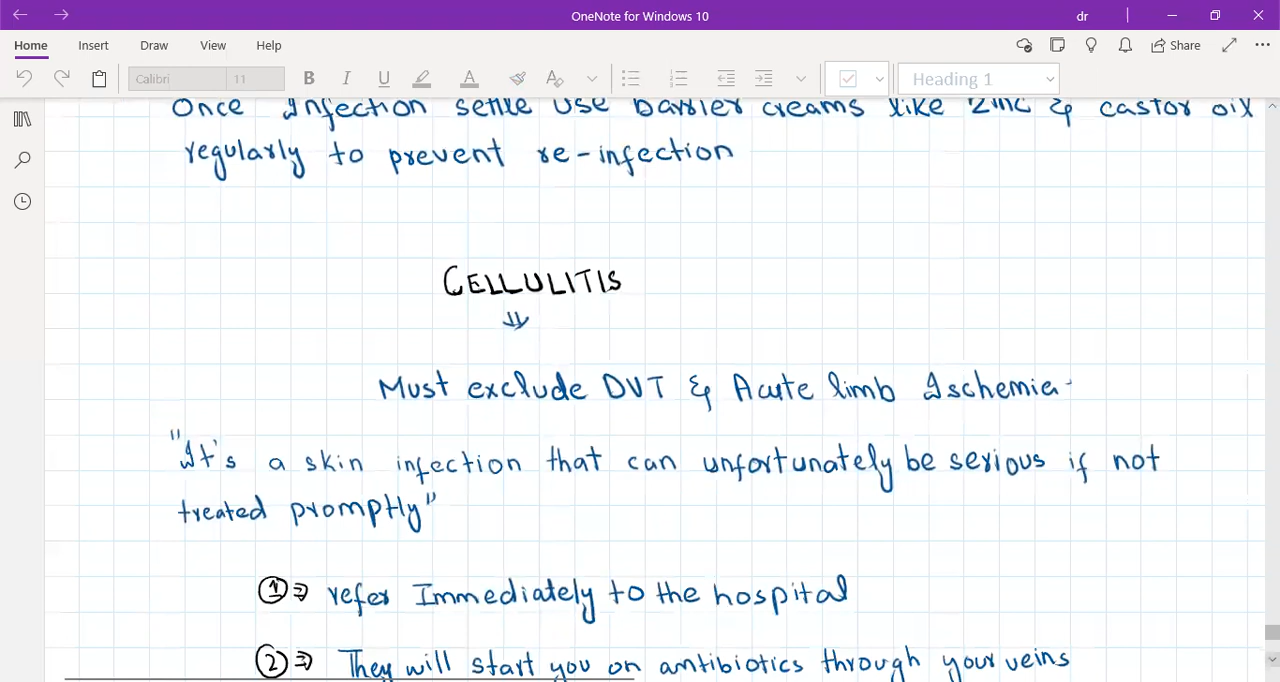 OneNote for Windows 10
dr
Home Insert Draw View Help
Share
Calibri 11
B I U A
Heading 1
Once Infection settle use barrier creams like Zinc & castor oil
regularly to prevent re-infection
CELLULITIS
Must exclude DVT & Acute limb Ischemia.
"It's a skin infection that can unfortunately be serious if not
treated promptly"
① ⇒ refer Immediately to the hospital
② ⇒ They will start you on antibiotics through your veins